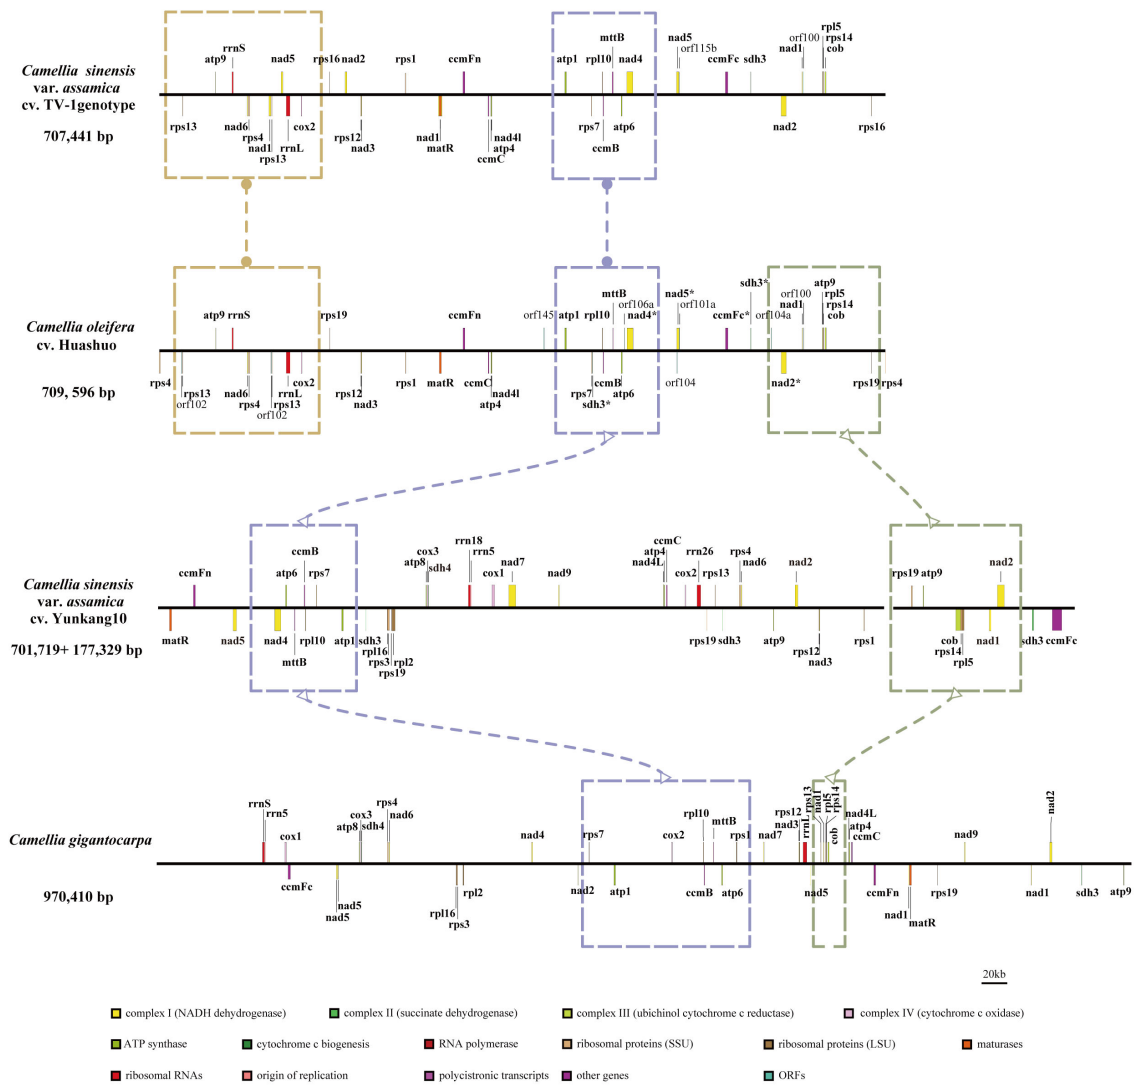 mttB rpl5
nad5 orf100 rps14
rrnS orf115b nad1 cob
atp9 nad5 rps16 nad2 rps1 ccmFn atp1 rpl10 nad4 ccmFc sdh3
Camellia sinensis
var. assamica
cv. TV-1genotype
707,441 bp
rps13 nad6 cox2 rps12 nad1 nad4l rps7 atp6 nad2 rps16
rps4 rrnL nad3 matR atp4
nad1 ccmC ccmB
rps13
sdh3* atp9
mttB nad5* orf100 rpl5
orf106a orf101a nad1 rps14
atp9 rrnS rps19 ccmFn orf145 atp1 rpl10 nad4* ccmFc* orf104a cob
Camellia oleifera
cv. Huashuo
709, 596 bp
rps4 rps13 nad6 cox2 rps12 rps1 matR ccmC nad4l rps7 ccmB orf104 nad2* rps19 rps4
orf102 rps4 rrnL nad3 atp4 sdh3* atp6
rps13
orf102
rrn18 ccmC
ccmB cox3 rrn5 atp4 rrn26 rps4
atp8 nad7 nad4L rps13 nad6 nad2 nad2
ccmFn atp6 rps7 sdh4 cox1 nad9 cox2 rps19 atp9
Camellia sinensis
var. assamica
cv. Yunkang10
701,719+ 177,329 bp
matR nad5 nad4 rpl10 atp1 sdh3 rps19 sdh3 atp9 rps12 rps1 cob nad1 sdh3 ccmFc
mttB rpl16 nad3 rps14
rps3 rpl2 rpl5
rps19
rps13 nad1 rpl5 rps14
rrnS rps4 rpl10 rps12 rrnL nad4L nad2
rrn5 cox3 nad6 mttB nad3 atp4
cox1 atp8 sdh4 nad4 rps7 cox2 rps1 nad7 cob ccmC nad9
Camellia gigantocarpa
970,410 bp
ccmFc nad5 rpl2 nad2 atp1 ccmB atp6 nad5 ccmFn rps19 nad1 sdh3 atp9
nad5 rpl16 nad1
rps3 matR
20kb
complex I (NADH dehydrogenase) complex II (succinate dehydrogenase) complex III (ubichinol cytochrome c reductase) complex IV (cytochrome c oxidase)
ATP synthase cytochrome c biogenesis RNA polymerase ribosomal proteins (SSU) ribosomal proteins (LSU) maturases
ribosomal RNAs origin of replication polycistronic transcripts other genes ORFs